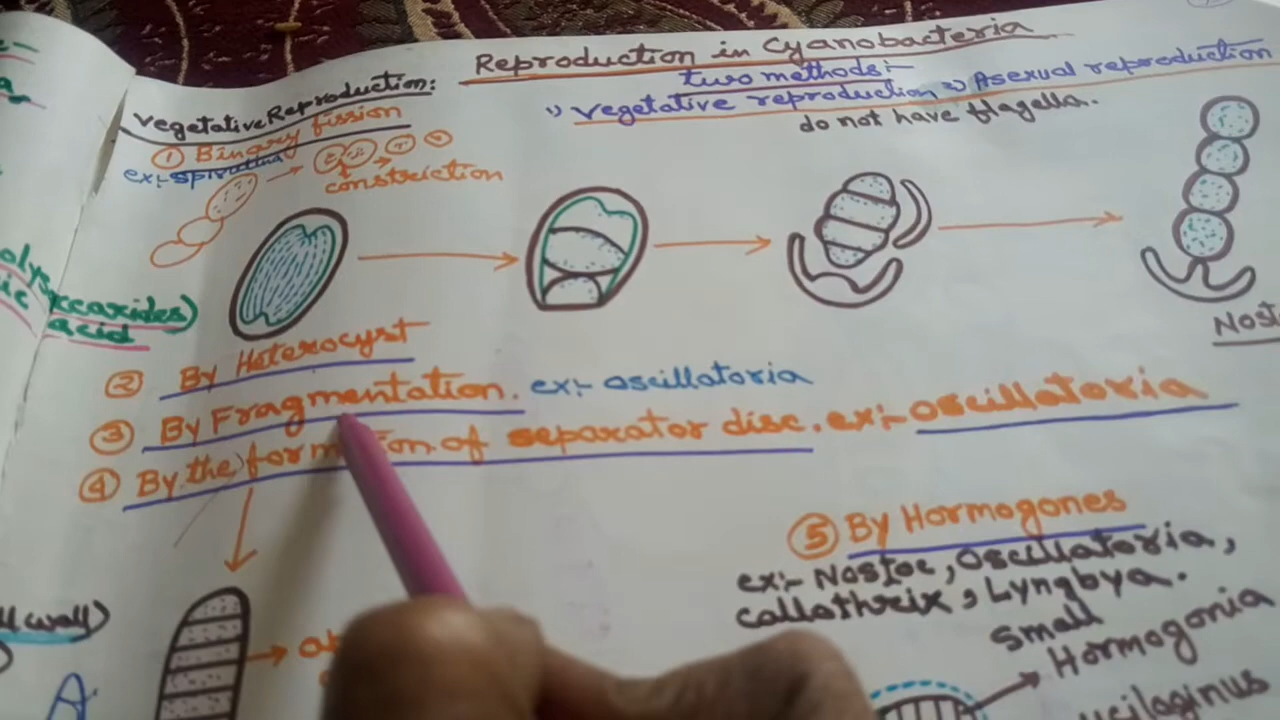 Reproduction in Cyanobacteria
two methods:-
1) Vegetative reproduction 2) Asexual reproduction
do not have flagella.
Vegetative Reproduction:
① Binary fission
ex:- spirulina
constriction
② By Heterocyst
③ By Fragmentation. ex:- oscillatoria
④ By the formation of separator disc. ex:- oscillatoria
⑤ By Hormogones
ex:- Nostoc, Oscillatoria,
callothrix, Lyngbya.
small
Hormogonia
acid